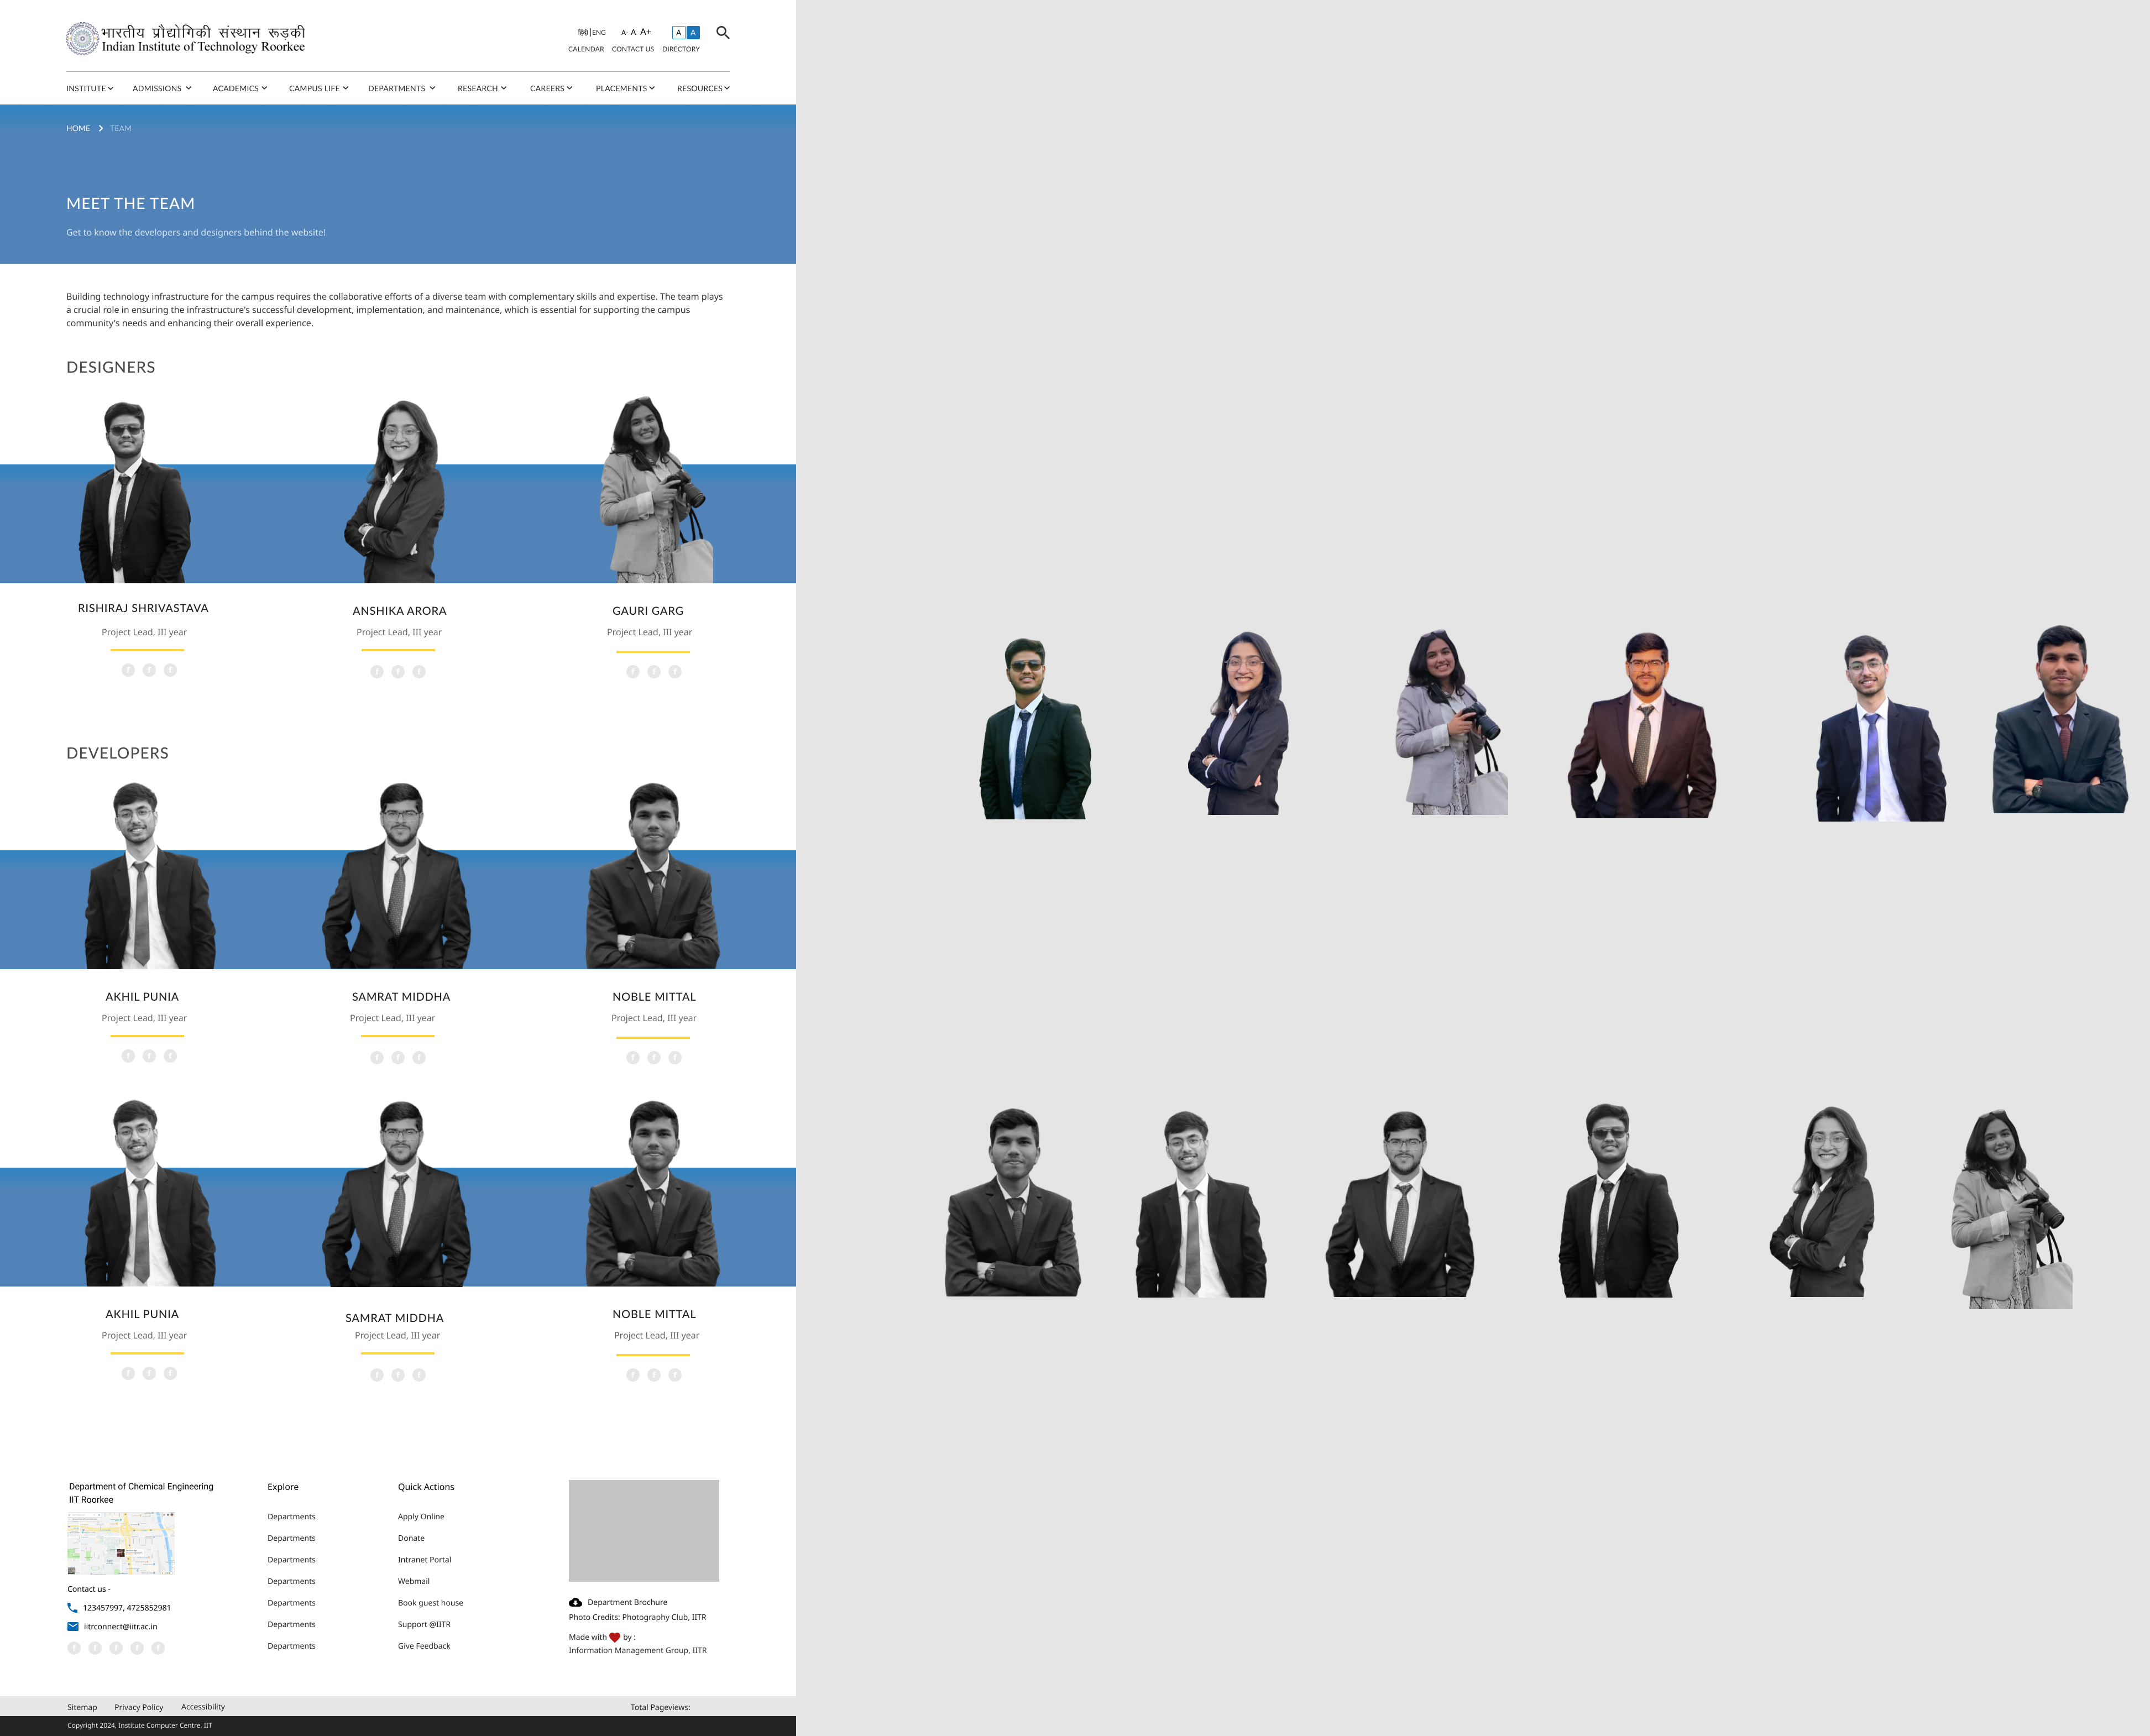 भारतीय प्रौद्योगिकी संस्थान रूड़की
Indian Institute of Technology Roorkee
हिंदी | ENG A- A A+ A A
CALENDAR CONTACT US DIRECTORY
INSTITUTE ADMISSIONS ACADEMICS CAMPUS LIFE DEPARTMENTS RESEARCH CAREERS PLACEMENTS RESOURCES
HOME TEAM
MEET THE TEAM
Get to know the developers and designers behind the website!
Building technology infrastructure for the campus requires the collaborative efforts of a diverse team with complementary skills and expertise. The team plays
a crucial role in ensuring the infrastructure's successful development, implementation, and maintenance, which is essential for supporting the campus
community's needs and enhancing their overall experience.
DESIGNERS
RISHIRAJ SHRIVASTAVA ANSHIKA ARORA GAURI GARG
Project Lead, III year Project Lead, III year Project Lead, III year
DEVELOPERS
AKHIL PUNIA SAMRAT MIDDHA NOBLE MITTAL
Project Lead, III year Project Lead, III year Project Lead, III year
AKHIL PUNIA SAMRAT MIDDHA NOBLE MITTAL
Project Lead, III year Project Lead, III year Project Lead, III year
Department of Chemical Engineering
IIT Roorkee
Contact us -
123457997, 4725852981
iitrconnect@iitr.ac.in
Explore
Departments
Departments
Departments
Departments
Departments
Departments
Departments
Quick Actions
Apply Online
Donate
Intranet Portal
Webmail
Book guest house
Support @IITR
Give Feedback
Department Brochure
Photo Credits: Photography Club, IITR
Made with by :
Information Management Group, IITR
Sitemap Privacy Policy Accessibility Total Pageviews:
Copyright 2024, Institute Computer Centre, IIT